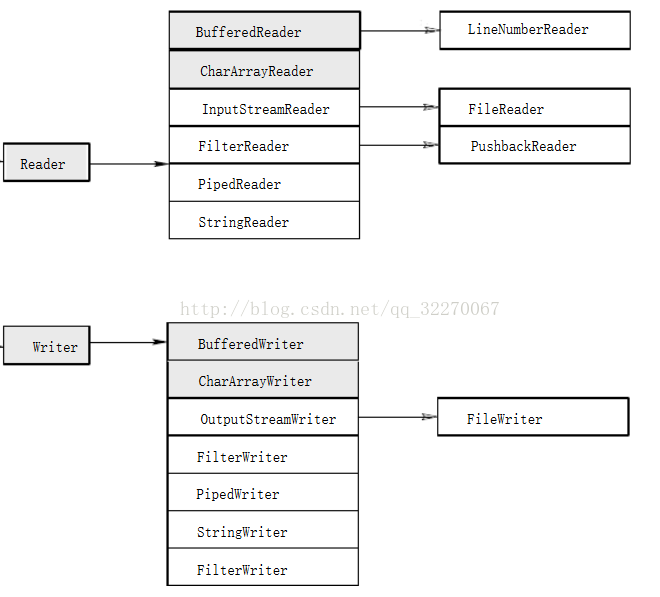 BufferedReader
LineNumberReader
CharArrayReader
InputStreamReader
FileReader
FilterReader
PushbackReader
Reader
PipedReader
StringReader
http://blog.csdn.net/qq_32270067
Writer
BufferedWriter
CharArrayWriter
OutputStreamWriter
FileWriter
FilterWriter
PipedWriter
StringWriter
FilterWriter